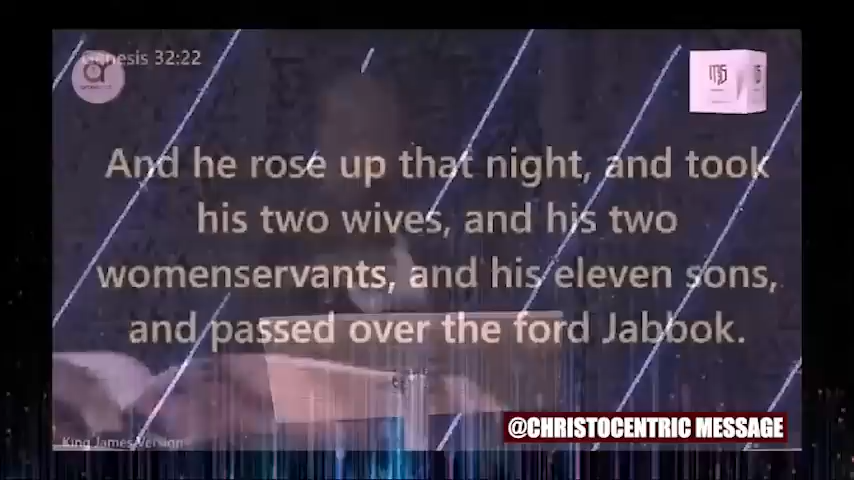 Genesis 32:22
And he rose up that night, and took
his two wives, and his two
womenservants, and his eleven sons,
and passed over the ford Jabbok.
King James Version
@CHRISTOCENTRIC MESSAGE